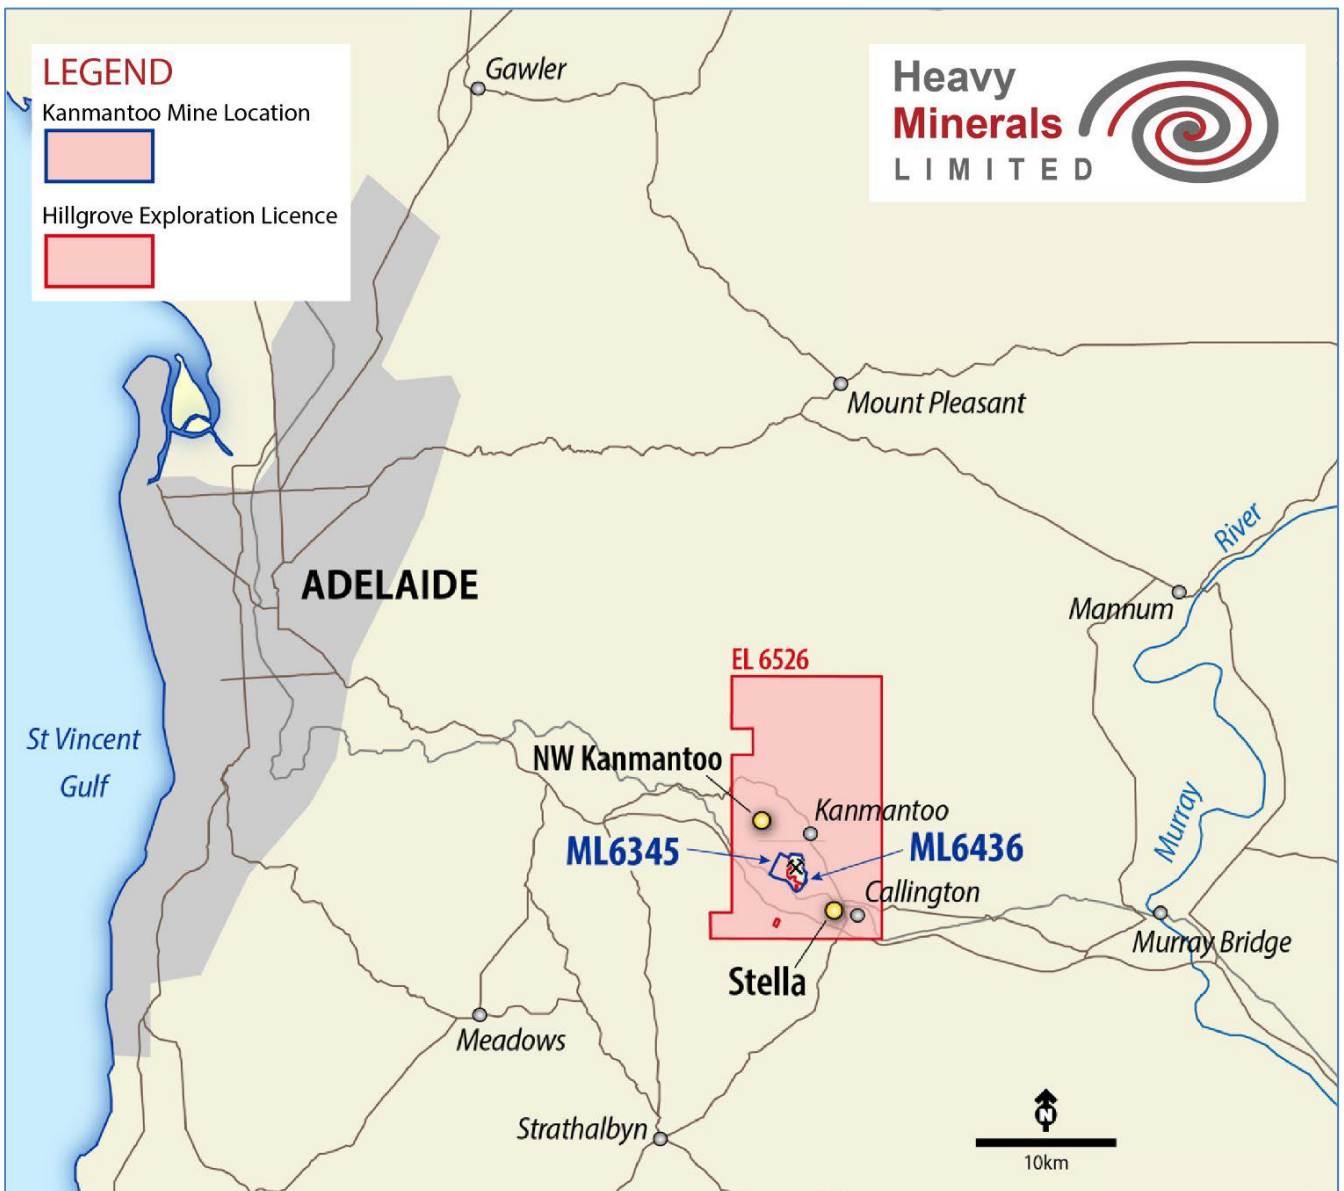 LEGEND
Kanmantoo Mine Location
Hillgrove Exploration Licence
Heavy
Minerals
LIMITED
Gawler
Mount Pleasant
River
ADELAIDE
Mannum
EL 6526
St Vincent
Gulf
NW Kanmantoo
Kanmantoo
Murray
ML6345
ML6436
Callington
Murray Bridge
Stella
Meadows
Strathalbyn
N
10km